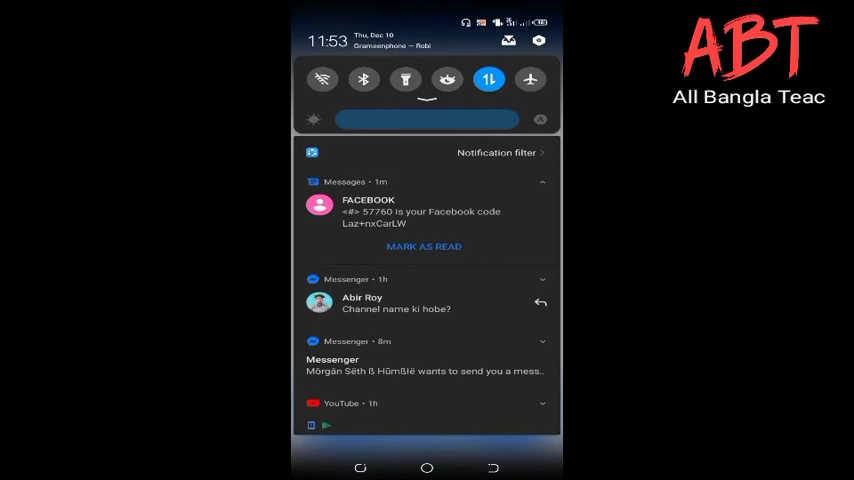 11:53
Thu, Dec 10
Grameenphone — Robi
ABT
All Bangla Teac
Notification filter
Messages • 1m
FACEBOOK
<#> 57760 is your Facebook code
Laz+nxCarLW
MARK AS READ
Messenger • 1h
Abir Roy
Channel name ki hobe?
Messenger • 8m
Messenger
Mòrgân Sëth ß Hümßłë wants to send you a mess..
YouTube • 1h